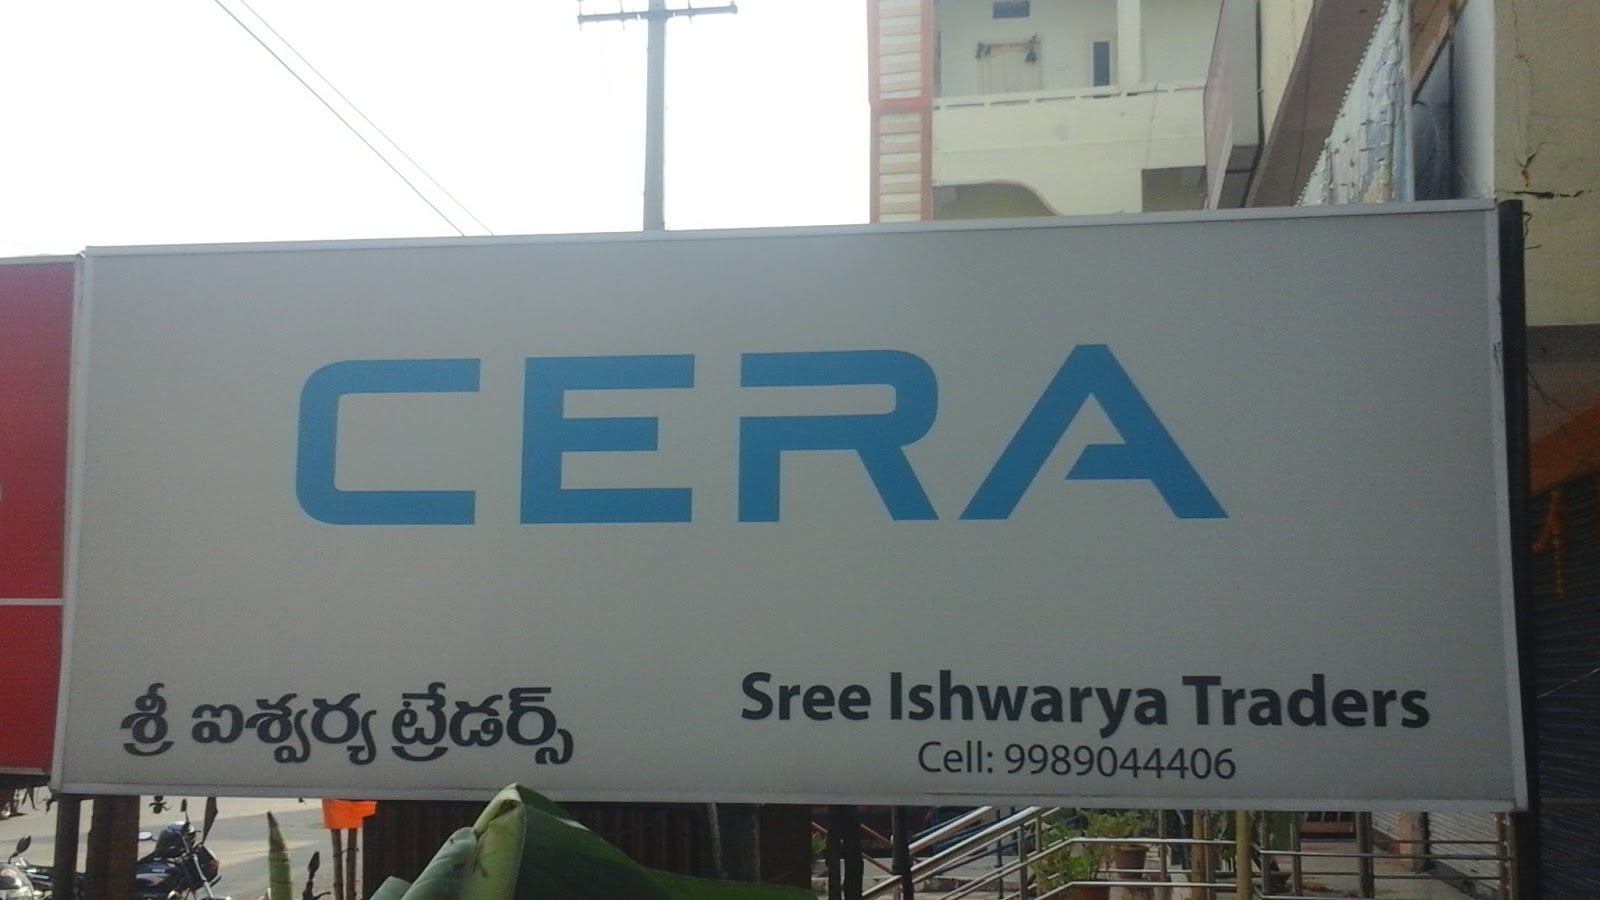 CERA
శ్రీ ఐశ్వర్య ట్రేడర్స్
Sree Ishwarya Traders
Cell: 9989044406